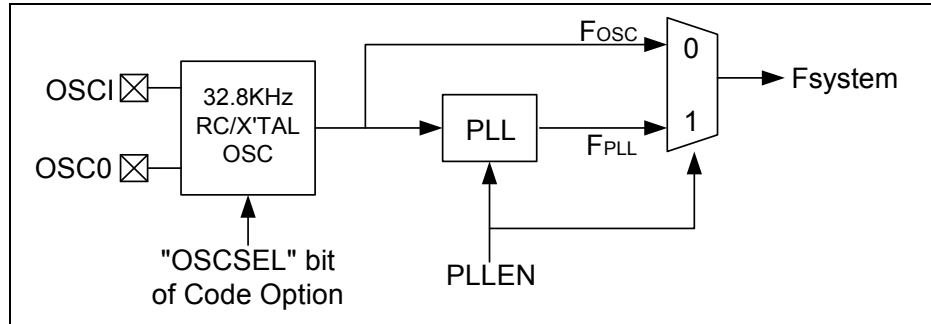 OSCI
OSC0
32.8KHz
RC/X'TAL
OSC
"OSCSEL" bit
of Code Option
PLL
PLLEN
FOSC
FPLL
0
1
Fsystem